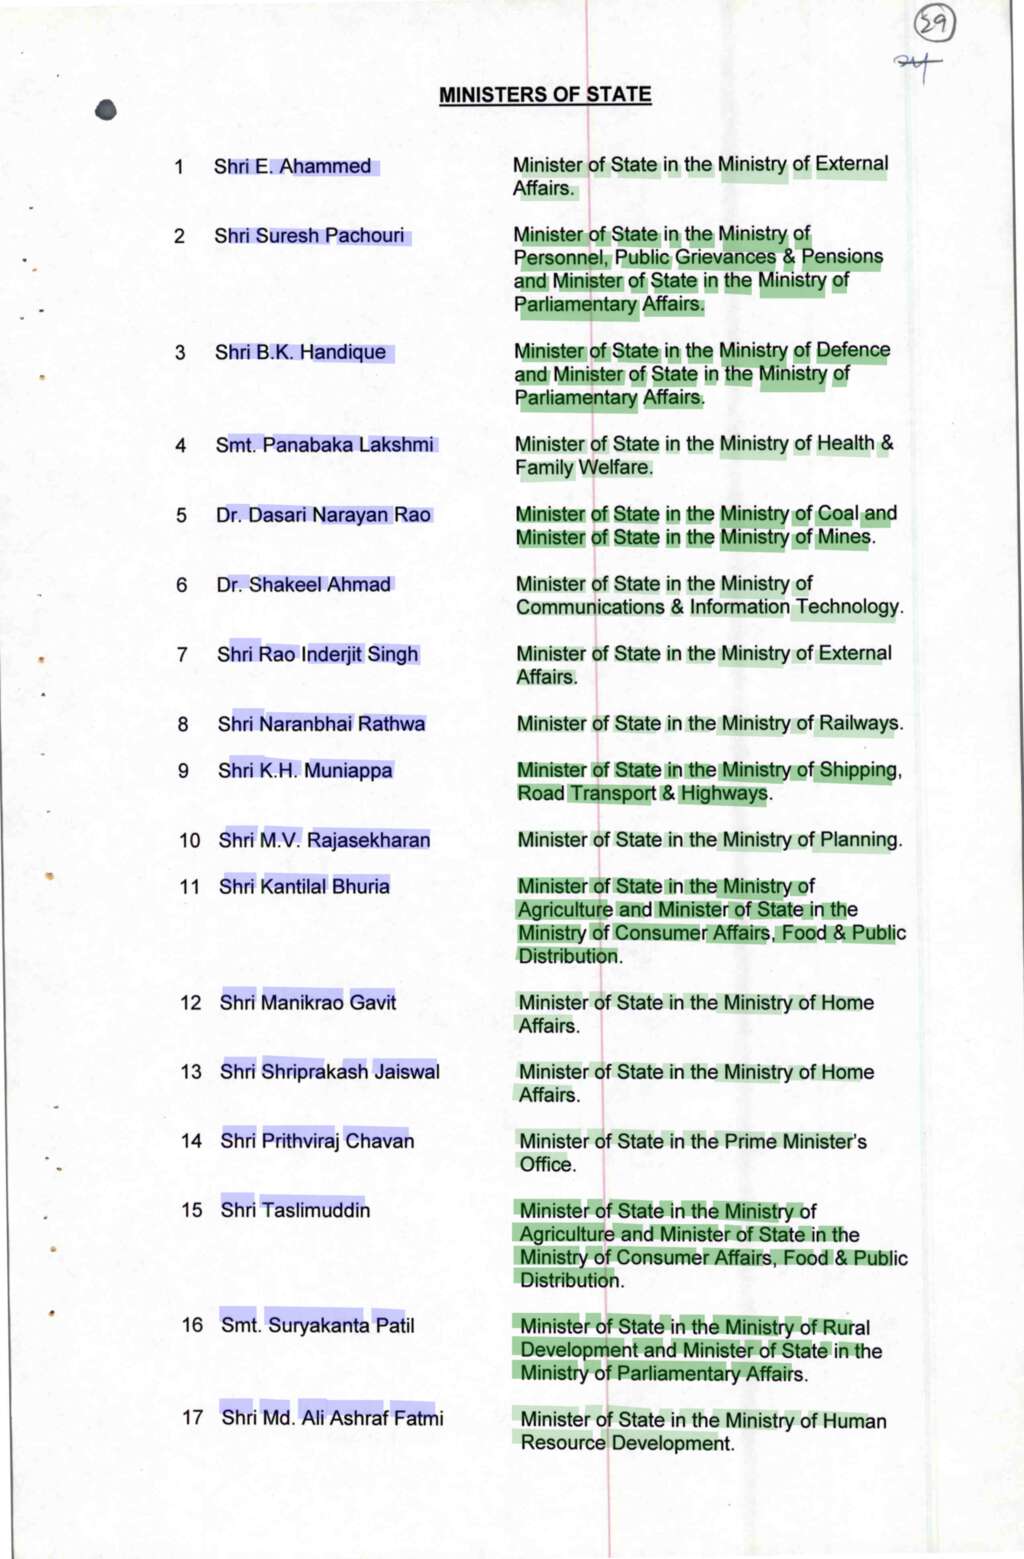 29
24
MINISTERS OF STATE
1 Shri E. Ahammed Minister of State in the Ministry of External
Affairs.
2 Shri Suresh Pachouri Minister of State in the Ministry of
Personnel, Public Grievances & Pensions
and Minister of State in the Ministry of
Parliamentary Affairs.
3 Shri B.K. Handique Minister of State in the Ministry of Defence
and Minister of State in the Ministry of
Parliamentary Affairs.
4 Smt. Panabaka Lakshmi Minister of State in the Ministry of Health &
Family Welfare.
5 Dr. Dasari Narayan Rao Minister of State in the Ministry of Coal and
Minister of State in the Ministry of Mines.
6 Dr. Shakeel Ahmad Minister of State in the Ministry of
Communications & Information Technology.
7 Shri Rao Inderjit Singh Minister of State in the Ministry of External
Affairs.
8 Shri Naranbhai Rathwa Minister of State in the Ministry of Railways.
9 Shri K.H. Muniappa Minister of State in the Ministry of Shipping,
Road Transport & Highways.
10 Shri M.V. Rajasekharan Minister of State in the Ministry of Planning.
11 Shri Kantilal Bhuria Minister of State in the Ministry of
Agriculture and Minister of State in the
Ministry of Consumer Affairs, Food & Public
Distribution.
12 Shri Manikrao Gavit Minister of State in the Ministry of Home
Affairs.
13 Shri Shriprakash Jaiswal Minister of State in the Ministry of Home
Affairs.
14 Shri Prithviraj Chavan Minister of State in the Prime Minister's
Office.
15 Shri Taslimuddin Minister of State in the Ministry of
Agriculture and Minister of State in the
Ministry of Consumer Affairs, Food & Public
Distribution.
16 Smt. Suryakanta Patil Minister of State in the Ministry of Rural
Development and Minister of State in the
Ministry of Parliamentary Affairs.
17 Shri Md. Ali Ashraf Fatmi Minister of State in the Ministry of Human
Resource Development.